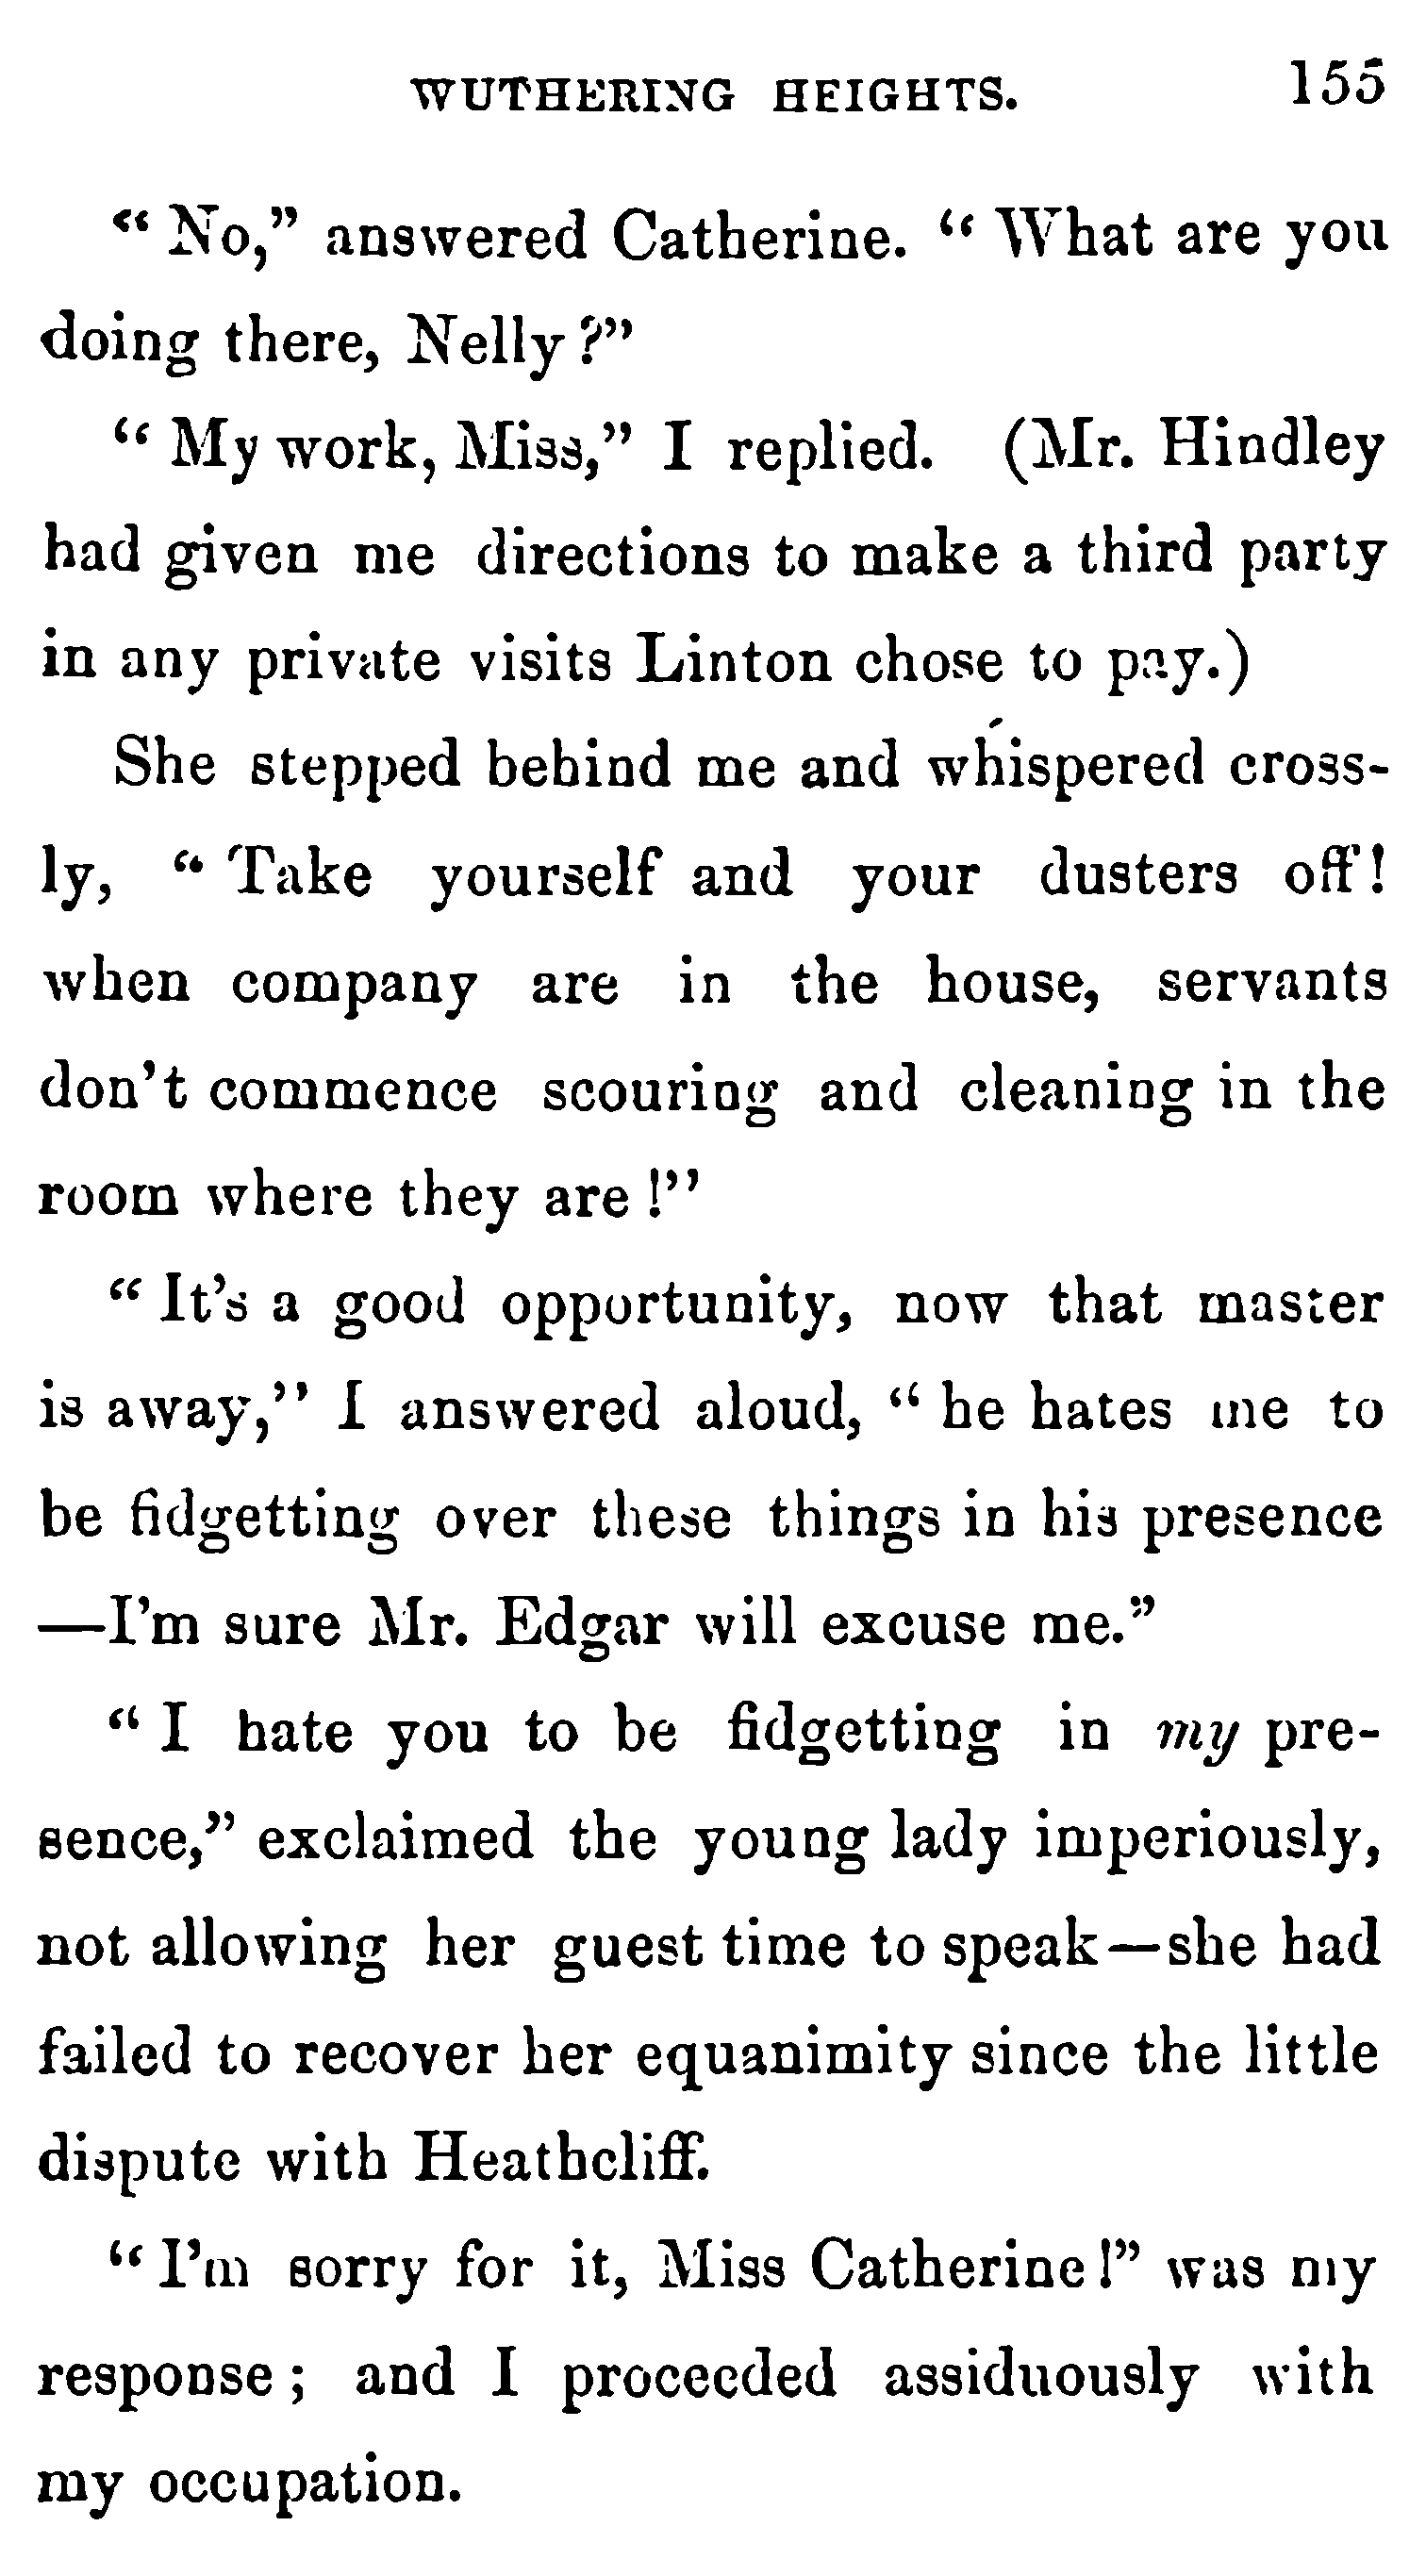 WUTHERING HEIGHTS. 155
" No," answered Catherine. " What are you
doing there, Nelly ?"
" My work, Miss," I replied. (Mr. Hindley
had given me directions to make a third party
in any private visits Linton chose to pay.)
She stepped behind me and whispered cross-
ly, " Take yourself and your dusters off!
when company are in the house, servants
don't commence scouring and cleaning in the
room where they are !"
" It's a good opportunity, now that master
is away," I answered aloud, " he hates me to
be fidgetting over these things in his presence
—I'm sure Mr. Edgar will excuse me."
" I hate you to be fidgetting in my pre-
sence," exclaimed the young lady imperiously,
not allowing her guest time to speak—she had
failed to recover her equanimity since the little
dispute with Heathcliff.
" I'm sorry for it, Miss Catherine !" was my
response ; and I proceeded assiduously with
my occupation.